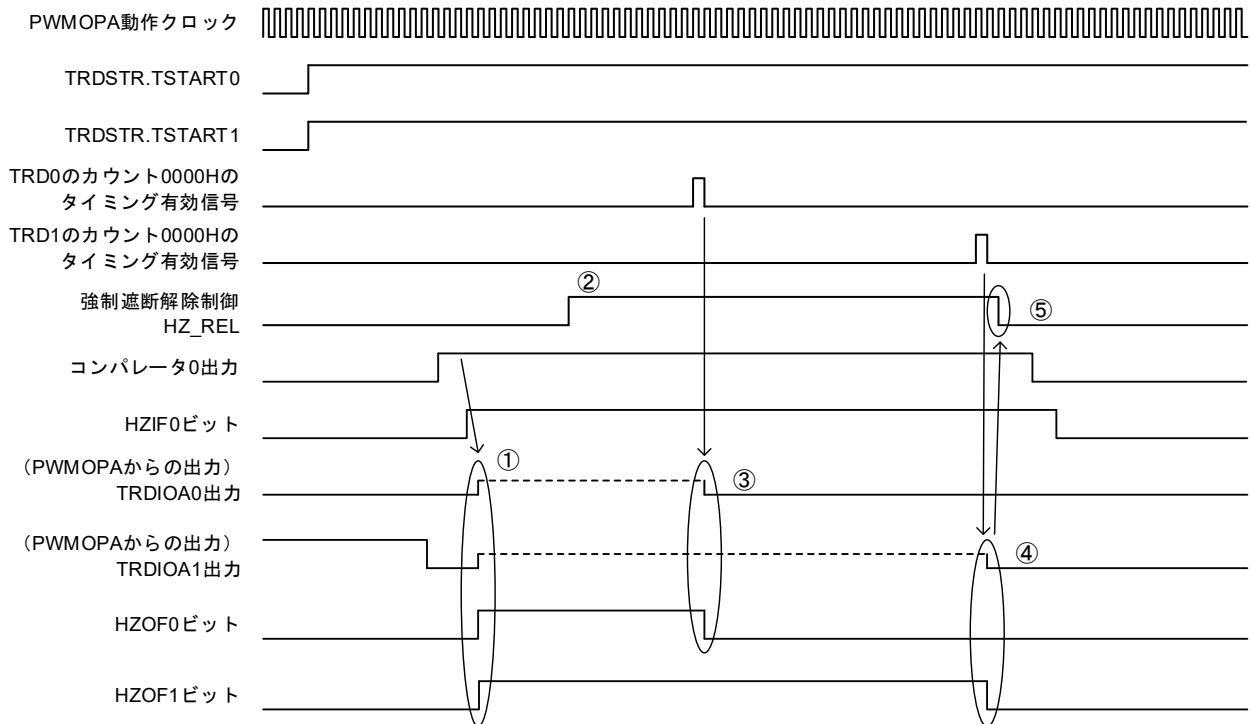 PWMOPA動作クロック
TRDSTR.TSTART0
TRDSTR.TSTART1
TRD0のカウント0000Hの
タイミング有効信号
TRD1のカウント0000Hの
タイミング有効信号
強制遮断解除制御
HZ_REL
②
⑤
コンパレータ0出力
HZIF0ビット
①
(PWMOPAからの出力)
TRDIOA0出力
③
(PWMOPAからの出力)
TRDIOA1出力
④
HZOF0ビット
HZOF1ビット